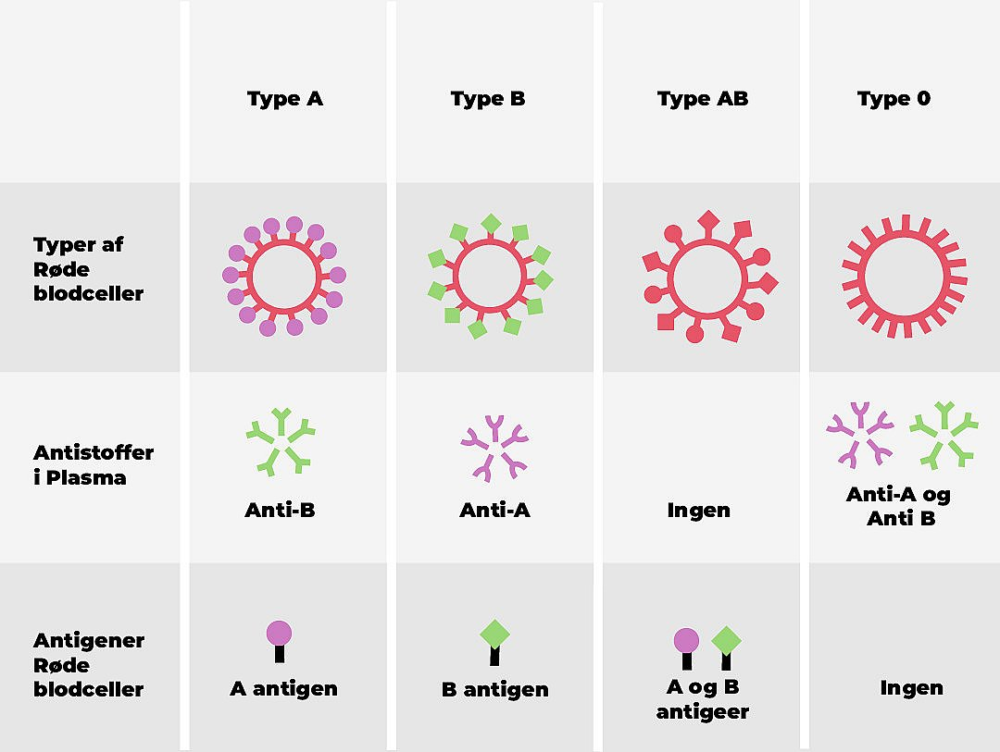 Type A
Type B
Type AB
Type 0
Typer af
Røde
blodceller
Antistoffer
i Plasma
Anti-B
Anti-A
Ingen
Anti-A og
Anti B
Antigener
Røde
blodceller
A antigen
B antigen
A og B
antigeer
Ingen